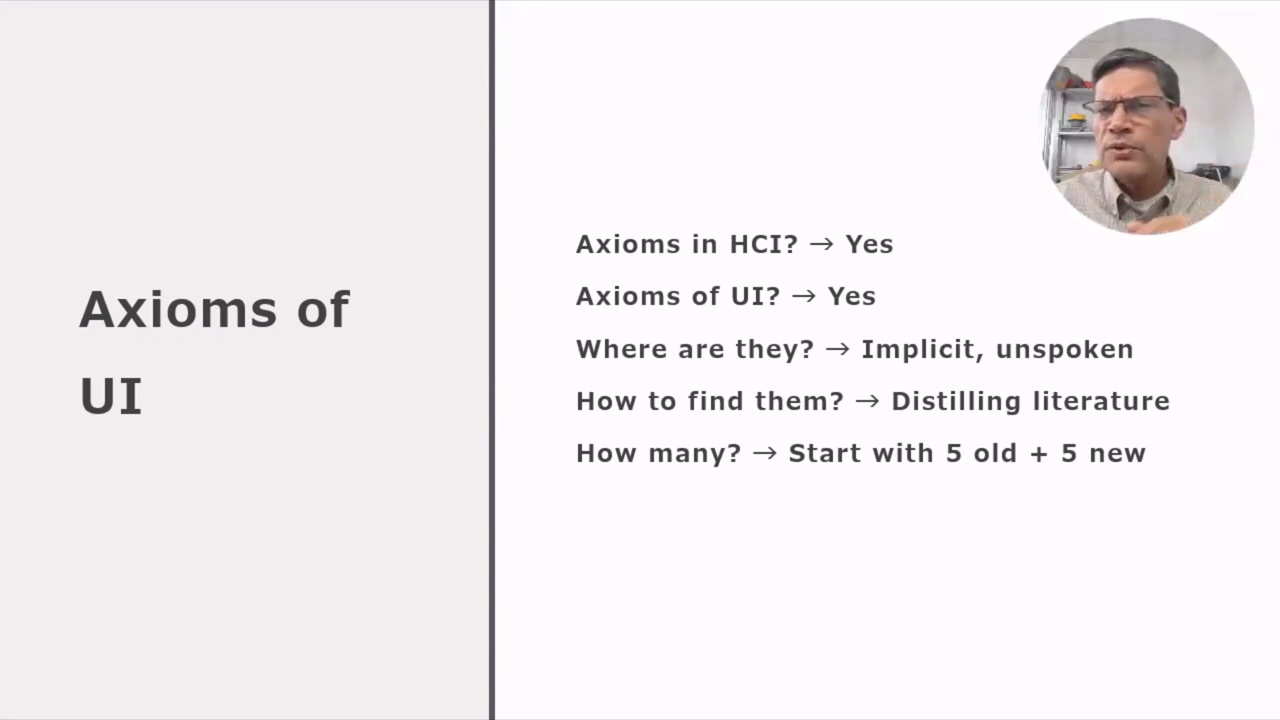 Axioms of
UI
Axioms in HCI? → Yes
Axioms of UI? → Yes
Where are they? → Implicit, unspoken
How to find them? → Distilling literature
How many? → Start with 5 old + 5 new